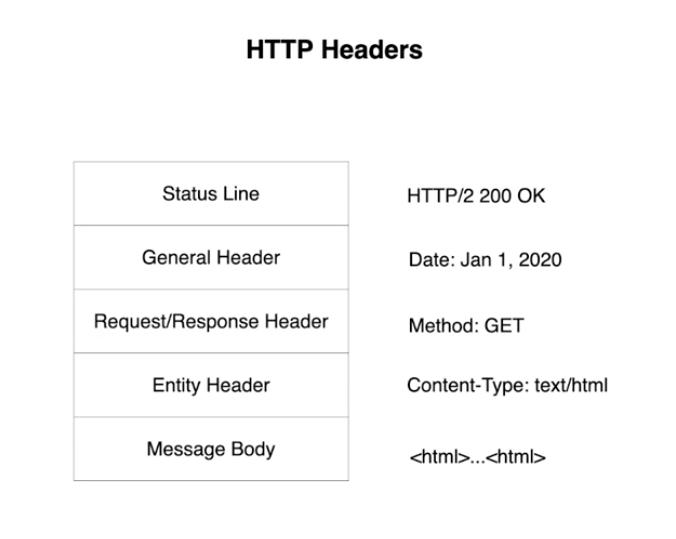 HTTP Headers
Status Line HTTP/2 200 OK
General Header Date: Jan 1, 2020
Request/Response Header Method: GET
Entity Header Content-Type: text/html
Message Body <html>...<html>